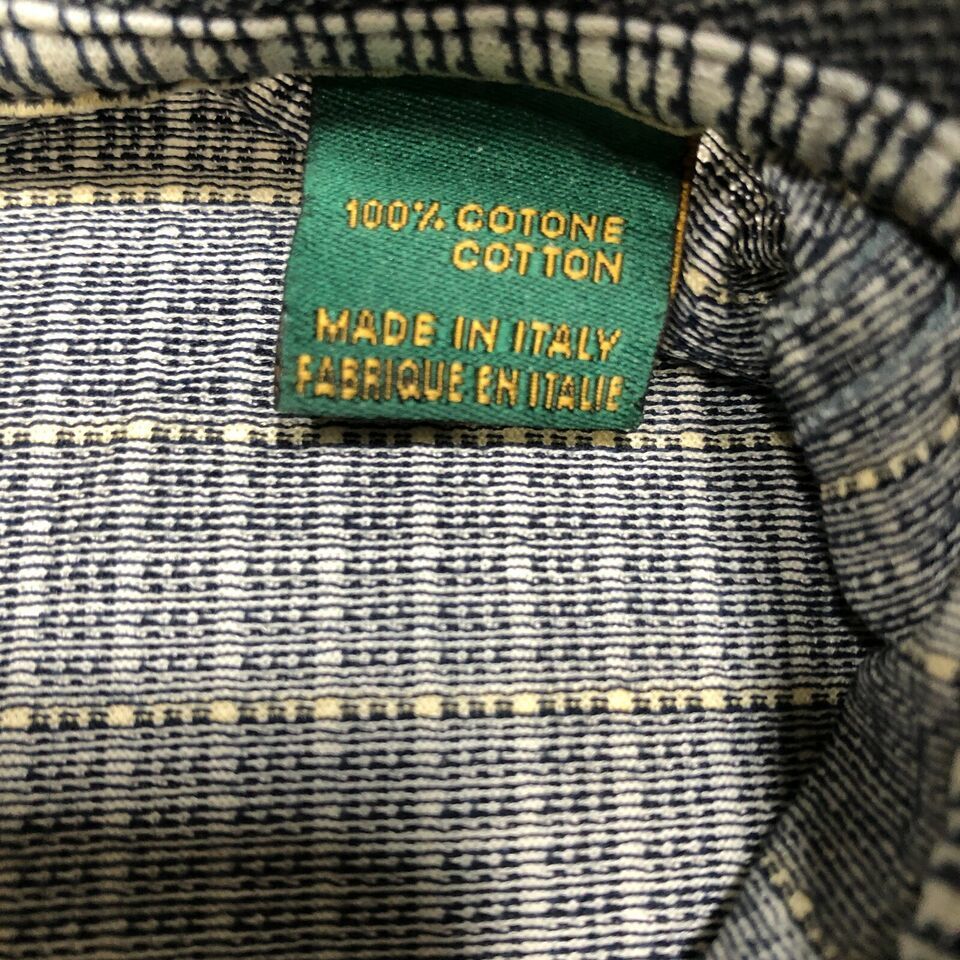 100% COTONE
COTTON
MADE IN ITALY
FABRIQUE EN ITALIE